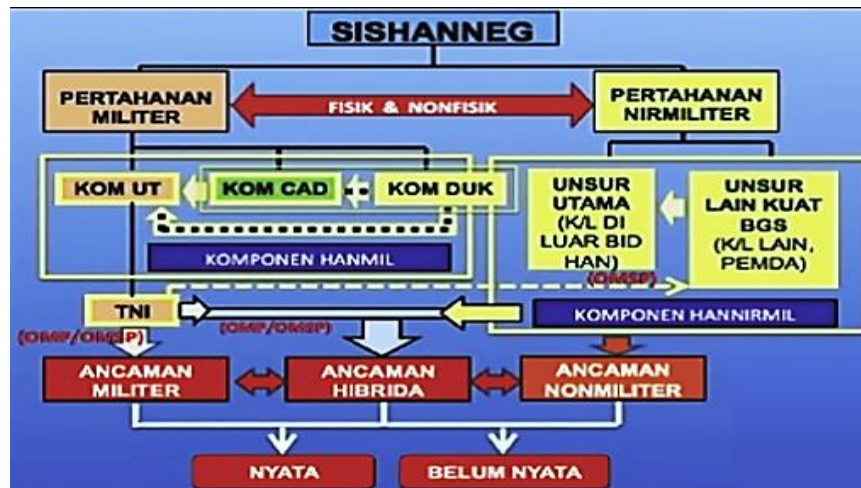 SISHANNEG
PERTAHANAN
MILITER
FISIK & NONFISIK
PERTAHANAN
NIRMILITER
KOM UT
KOM CAD
KOM DUK
UNSUR
UTAMA
(K/L DI
LUAR BID
HAN)
UNSUR
LAIN KUAT
BGS
(K/L LAIN,
PEMDA)
KOMPONEN HANMIL
(OMSP)
TNI
KOMPONEN HANNIRMIL
(OMP/OMSP)
(OMP/OMSP)
ANCAMAN
MILITER
ANCAMAN
HIBRIDA
ANCAMAN
NONMILITER
NYATA
BELUM NYATA